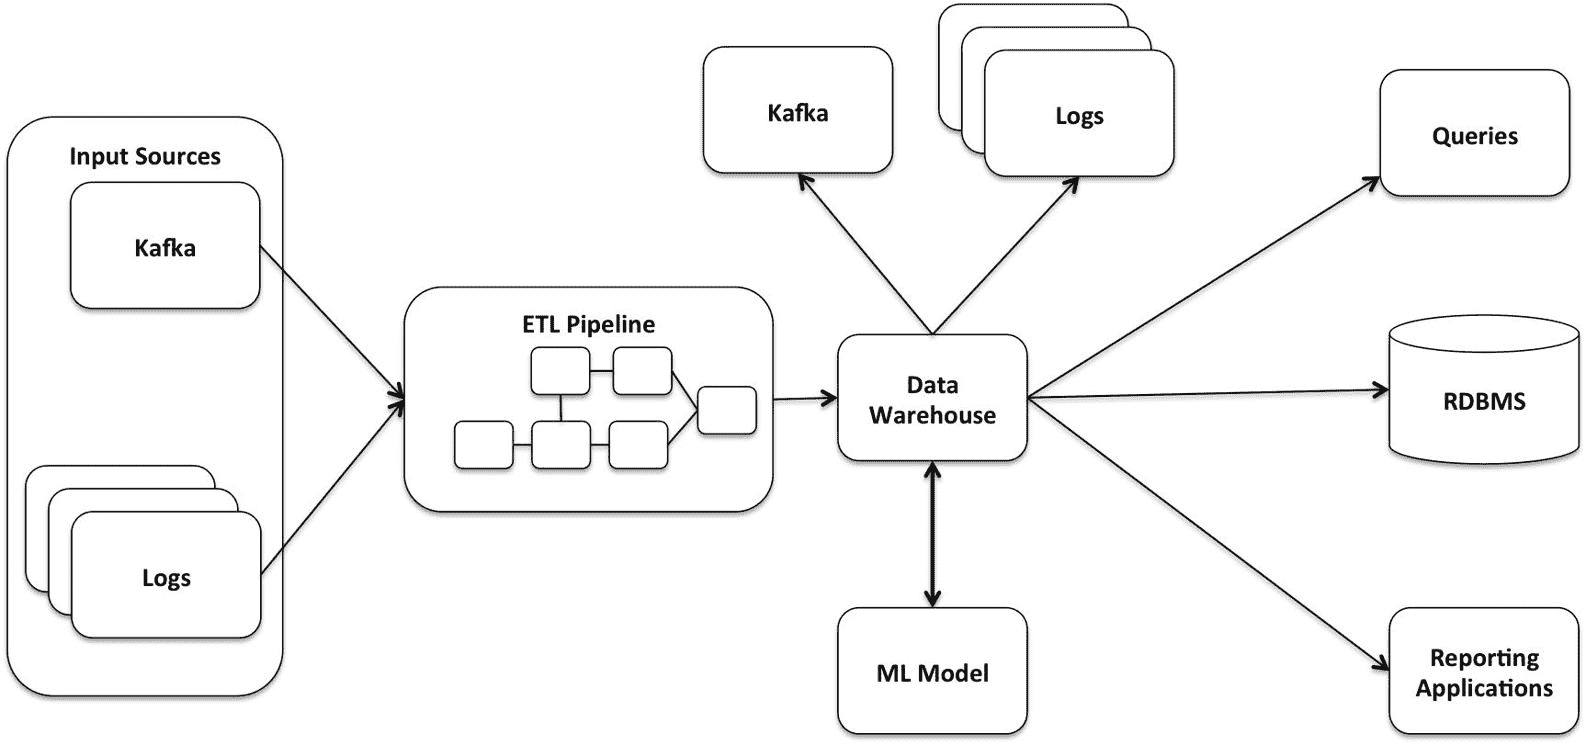 Input Sources
Kafka
Logs
ETL Pipeline
Kafka
Logs
Data
Warehouse
ML Model
Queries
RDBMS
Reporting
Applications